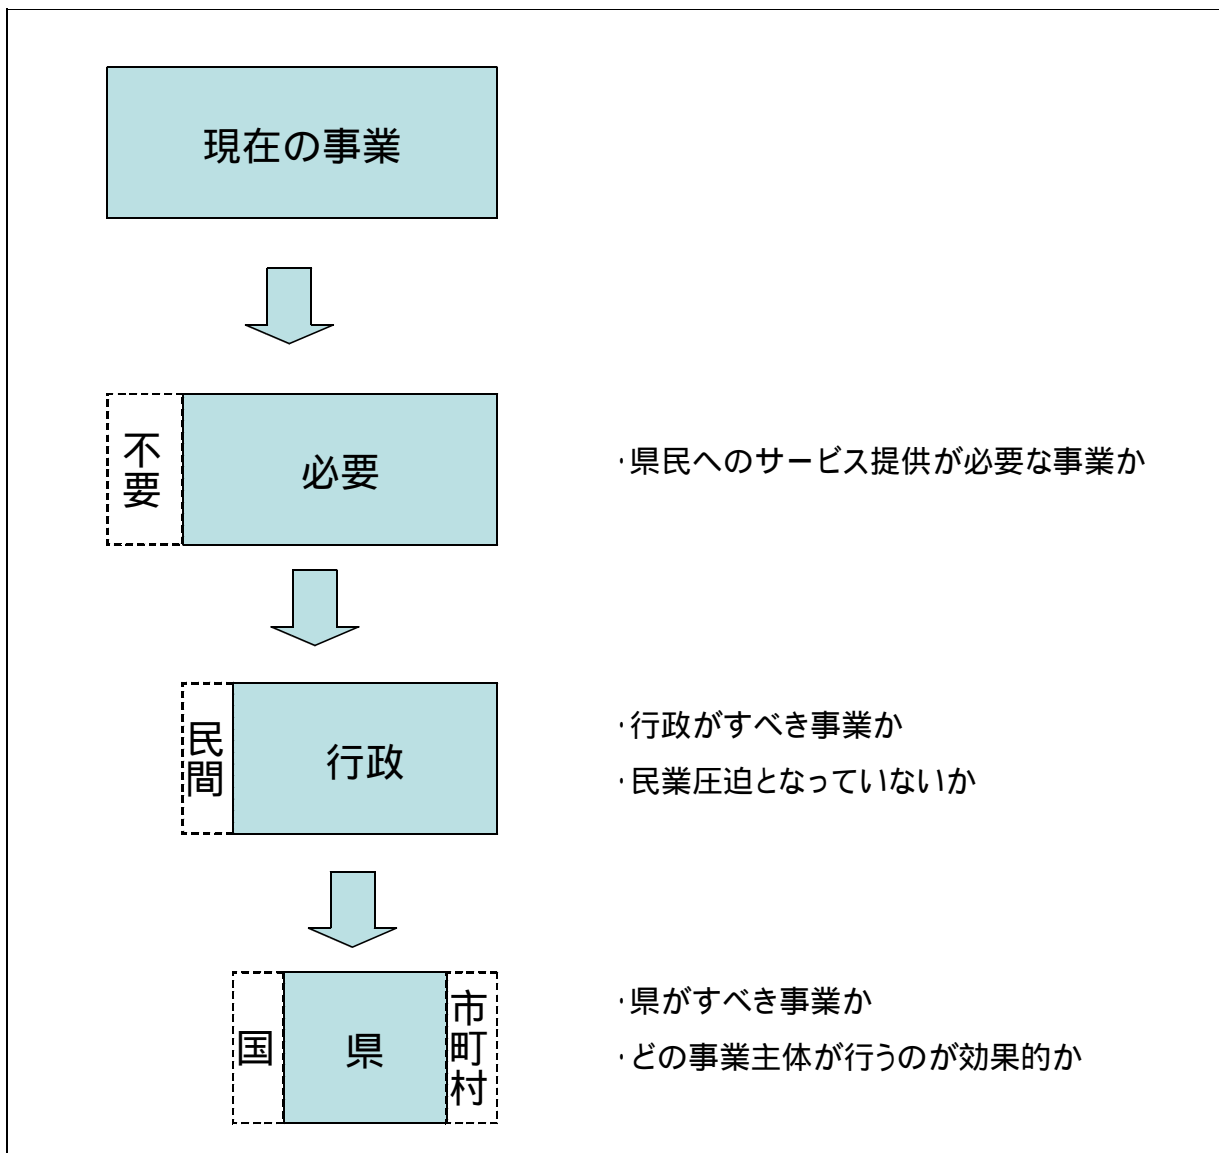 現在の事業
不要
必要
・県民へのサービス提供が必要な事業か
民間
行政
・行政がすべき事業か
・民業圧迫となっていないか
国
県
市町村
・県がすべき事業か
・どの事業主体が行うのが効果的か